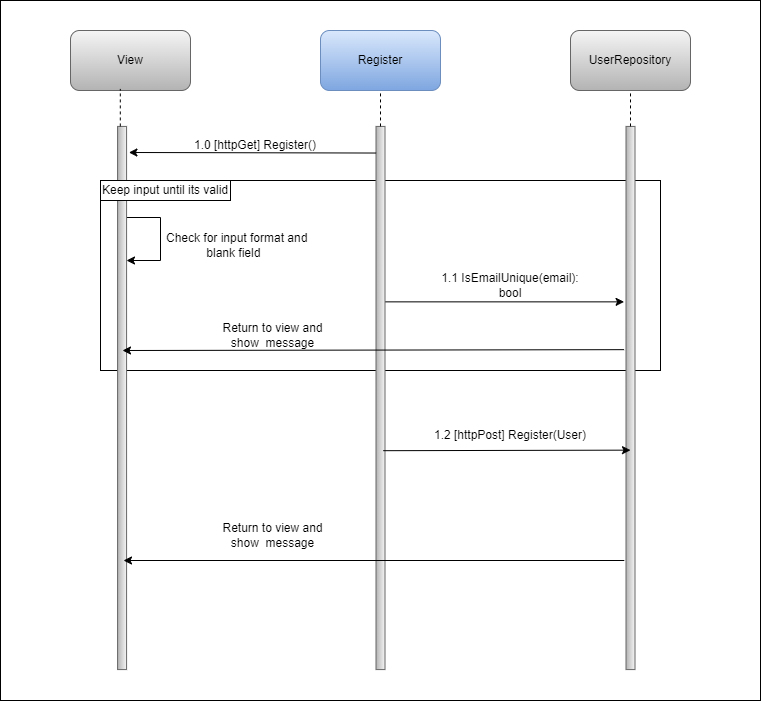 View
Register
UserRepository
1.0 [httpGet] Register()
Keep input until its valid
Check for input format and
blank field
1.1 IsEmailUnique(email):
bool
Return to view and
show  message
1.2 [httpPost] Register(User)
Return to view and
show  message